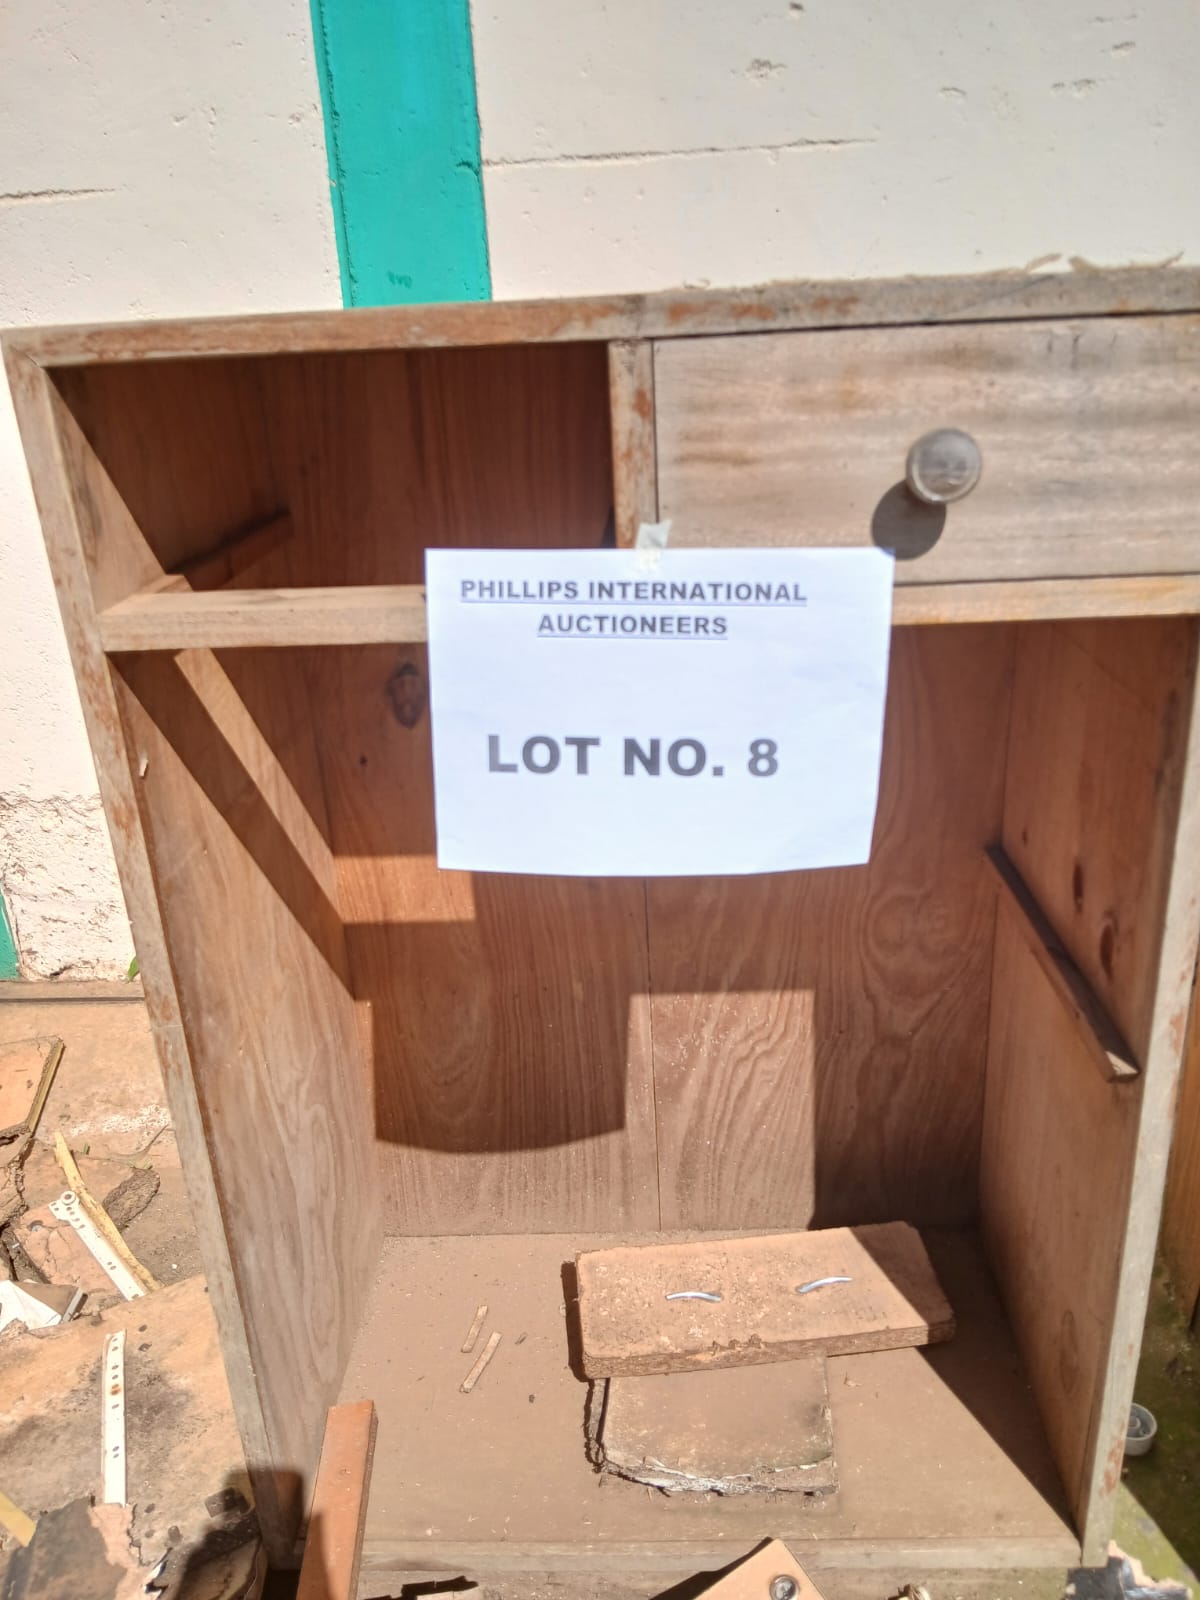 PHILLIPS INTERNATIONAL
AUCTIONEERS
LOT NO. 8